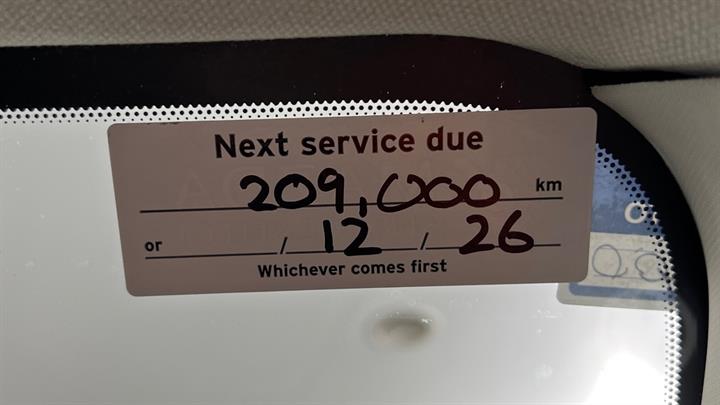 Next service due
209,000 km
or / 12 / 26
Whichever comes first